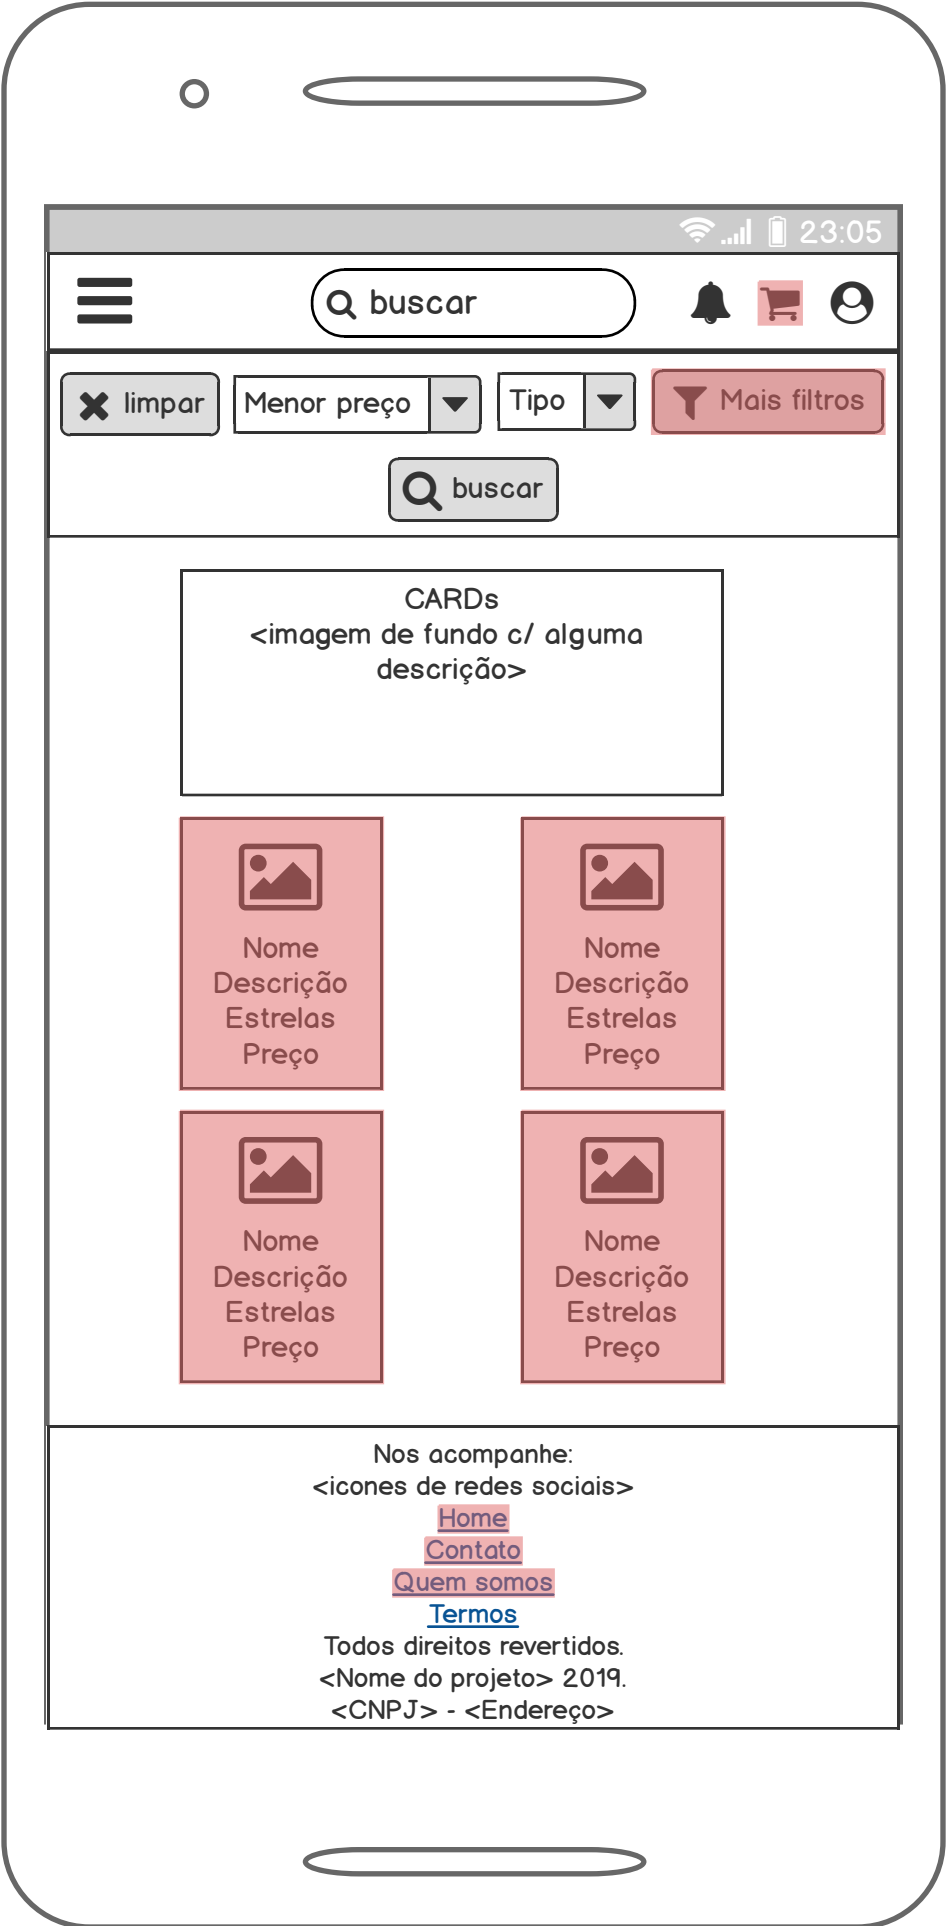 23:05
buscar
limpar
Menor preço
Tipo
Mais filtros
buscar
CARDs
<imagem de fundo c/ alguma
descrição>
Nome
Descrição
Estrelas
Preço
Nome
Descrição
Estrelas
Preço
Nome
Descrição
Estrelas
Preço
Nome
Descrição
Estrelas
Preço
Nos acompanhe:
<icones de redes sociais>
Home
Contato
Quem somos
Termos
Todos direitos revertidos.
<Nome do projeto> 2019.
<CNPJ> - <Endereço>